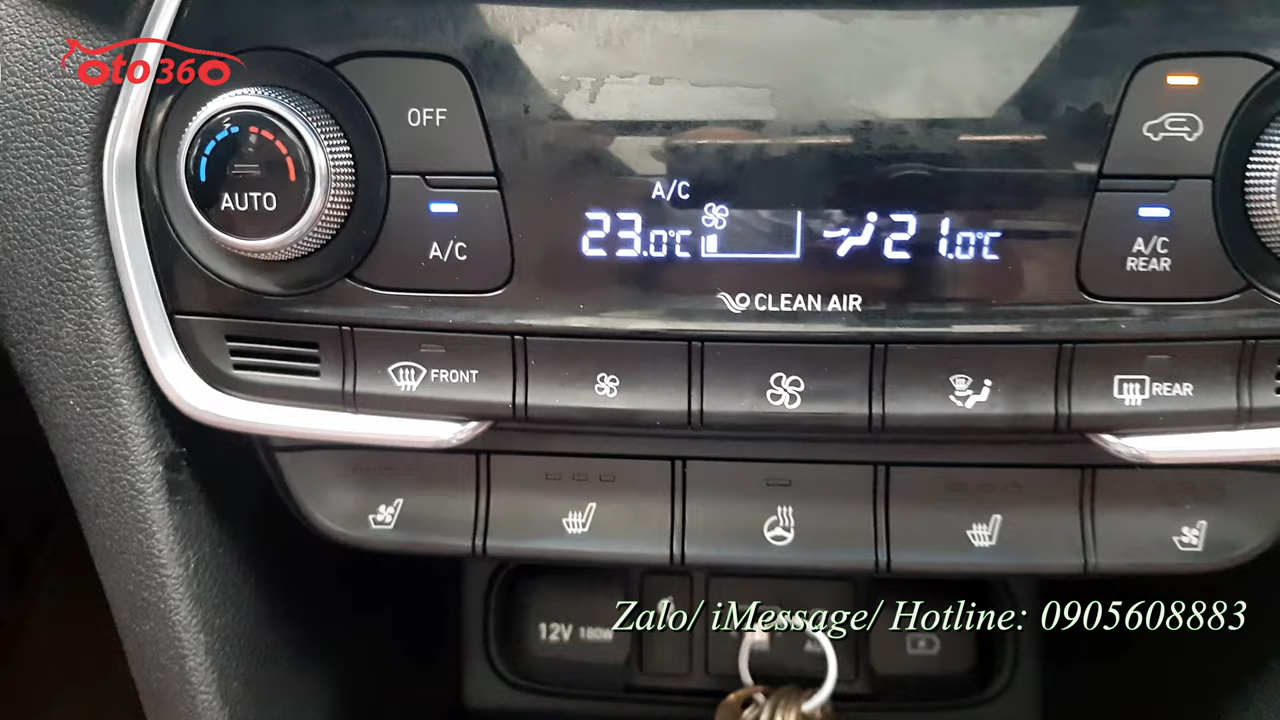 oto360
OFF
AUTO
A/C
A/C
23.0°C
21.0°C
A/C
REAR
CLEAN AIR
FRONT
REAR
12V 180W
Zalo/ iMessage/ Hotline: 0905608883